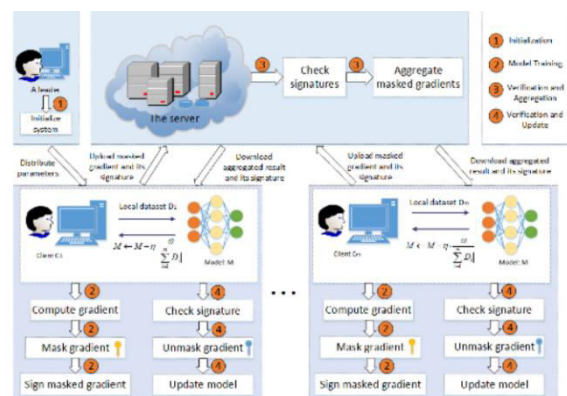 A leader
1
Initialize
system
The server
3
Check
signatures
3
Aggregate
masked gradients
1 Initialization
2 Model Training
3 Verification and
Aggregation
4 Verification and
Update
Distribute
parameters
Upload masked
gradient and its
signature
Download
aggregated result
and its signature
Upload masked
gradient and its
signature
Download aggregated
result and its signature
Local dataset D₁
Client C₁
M ← M − η
Model: M
2
Compute gradient
2
Mask gradient
2
Sign masked gradient
4
Check signature
4
Unmask gradient
4
Update model
...
Local dataset Dₘ
Client Cₘ
M ← M − η
Model: M
2
Compute gradient
2
Mask gradient
2
Sign masked gradient
4
Check signature
4
Unmask gradient
4
Update model